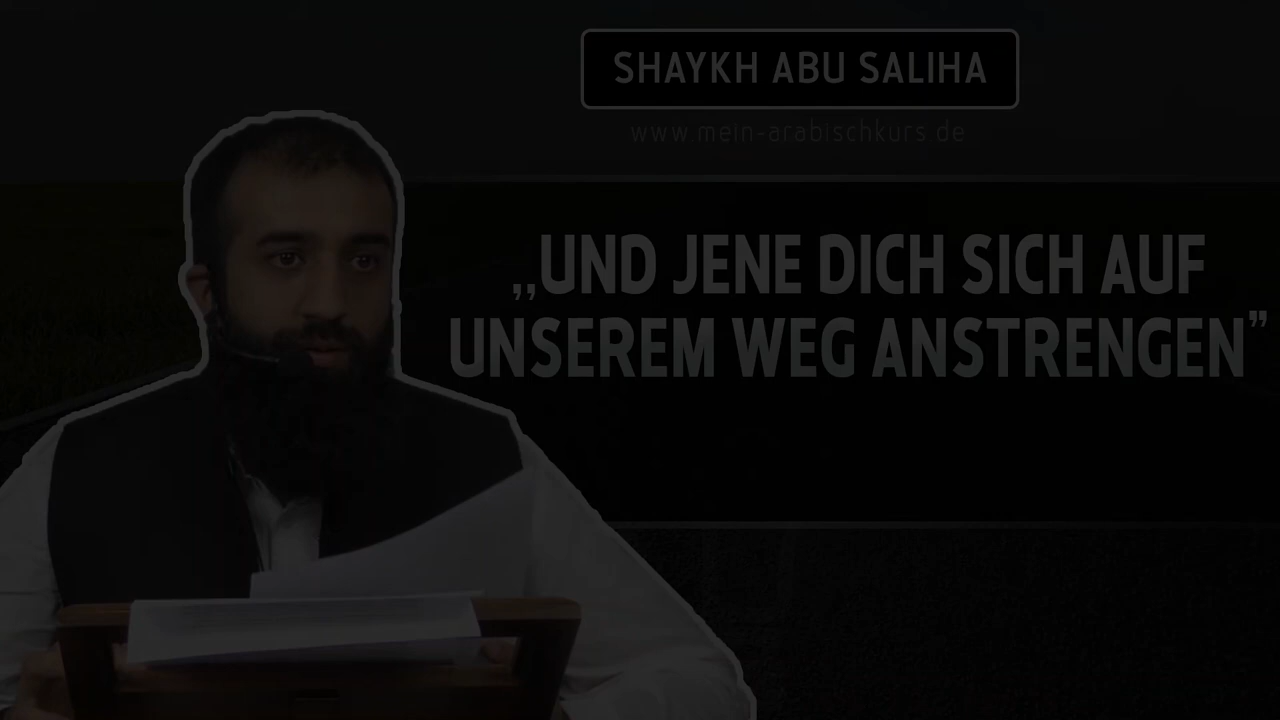 SHAYKH ABU SALIHA
www.mein-arabischkurs.de
„UND JENE DICH SICH AUF
UNSEREM WEG ANSTRENGEN”